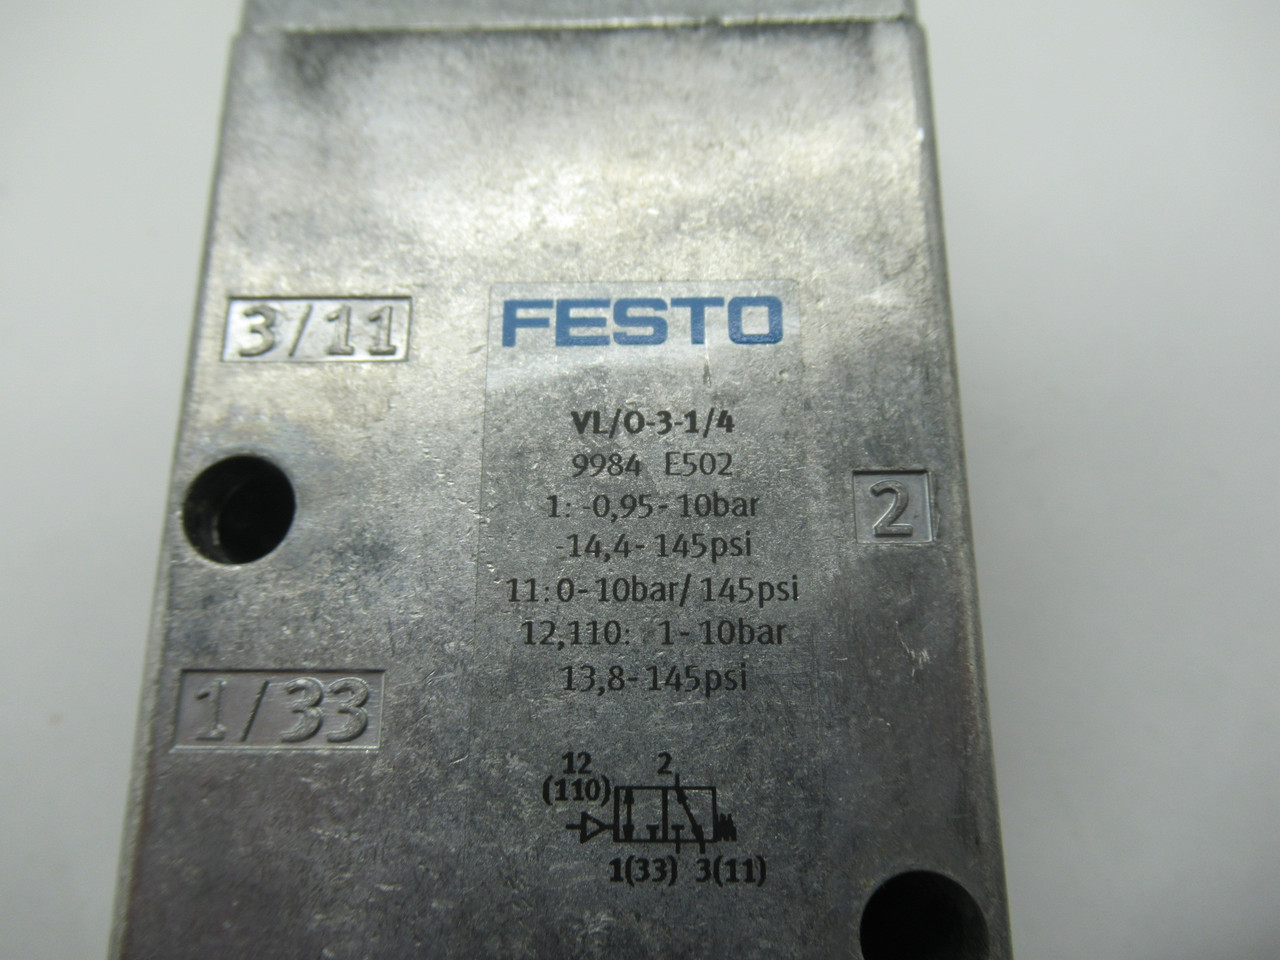 3/11
FESTO
VL/O-3-1/4
9984 E502
1: -0,95- 10bar
-14,4- 145psi
11:0- 10bar/ 145psi
12,110: 1- 10bar
13,8- 145psi
2
1/33
12 2
(110)
1(33) 3(11)